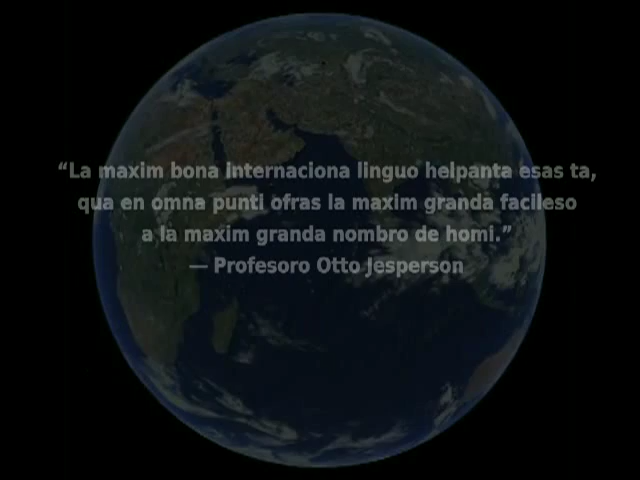 “La maxim bona internaciona linguo helpanta esas ta,
qua en omna punti ofras la maxim granda facileso
a la maxim granda nombro de homi.”
— Profesoro Otto Jesperson